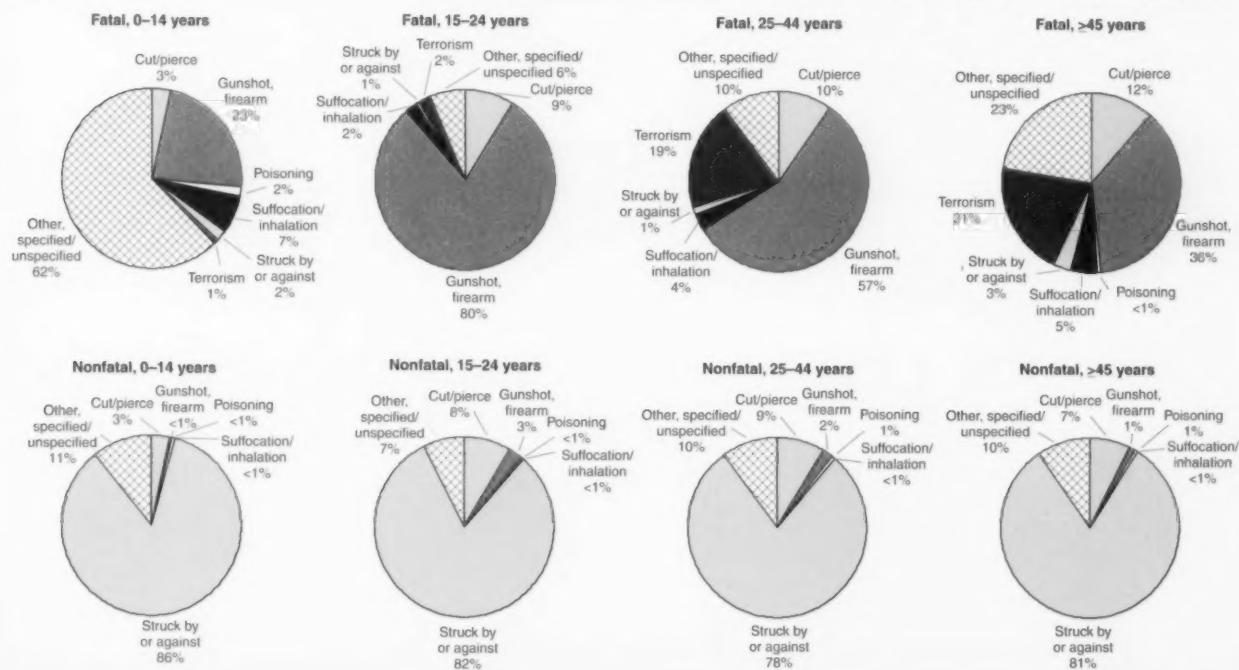 Fatal, 0–14 years
Cut/pierce
3%
Gunshot,
firearm
23%
Poisoning
2%
Suffocation/
inhalation
7%
Struck by
or against
2%
Terrorism
1%
Other, specified/
unspecified
62%
Fatal, 15–24 years
Struck by
or against
1%
Terrorism
2%
Other, specified/
unspecified 6%
Cut/pierce
9%
Suffocation/
inhalation
2%
Gunshot,
firearm
80%
Fatal, 25–44 years
Other, specified/
unspecified
10%
Cut/pierce
10%
Terrorism
19%
Struck by
or against
1%
Suffocation/
inhalation
4%
Gunshot,
firearm
57%
Fatal, ≥45 years
Other, specified/
unspecified
23%
Cut/pierce
12%
Terrorism
21%
Struck by
or against
3%
Suffocation/
inhalation
5%
Poisoning
<1%
Gunshot,
firearm
36%
Nonfatal, 0–14 years
Other,
specified/
unspecified
11%
Cut/pierce
3%
Gunshot,
firearm
<1%
Poisoning
<1%
Suffocation/
inhalation
<1%
Struck by
or against
86%
Nonfatal, 15–24 years
Other,
specified/
unspecified
7%
Cut/pierce
8%
Gunshot,
firearm
3%
Poisoning
<1%
Suffocation/
inhalation
<1%
Struck by
or against
82%
Nonfatal, 25–44 years
Other, specified/
unspecified
10%
Cut/pierce
9%
Gunshot,
firearm
2%
Poisoning
1%
Suffocation/
inhalation
<1%
Struck by
or against
78%
Nonfatal, ≥45 years
Other, specified/
unspecified
10%
Cut/pierce
7%
Gunshot,
firearm
1%
Poisoning
1%
Suffocation/
inhalation
<1%
Struck by
or against
81%